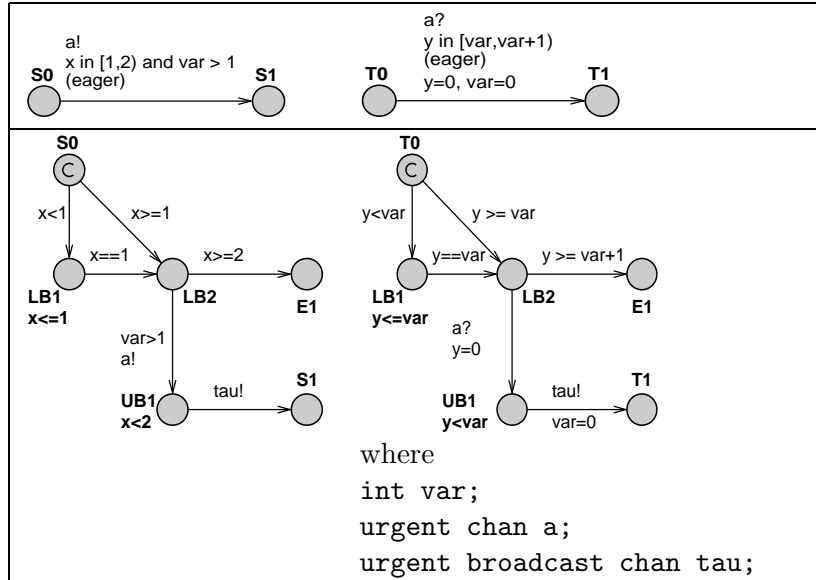 a!
x in [1,2) and var > 1
(eager)
S0
S1
a?
y in [var,var+1)
(eager)
y=0, var=0
T0
T1
S0
C
x<1
x>=1
x==1
x>=2
LB1
x<=1
LB2
E1
var>1
a!
UB1
x<2
tau!
S1
T0
C
y<var
y >= var
y==var
y >= var+1
LB1
y<=var
LB2
E1
a?
y=0
UB1
y<var
tau!
var=0
T1
where
int var;
urgent chan a;
urgent broadcast chan tau;